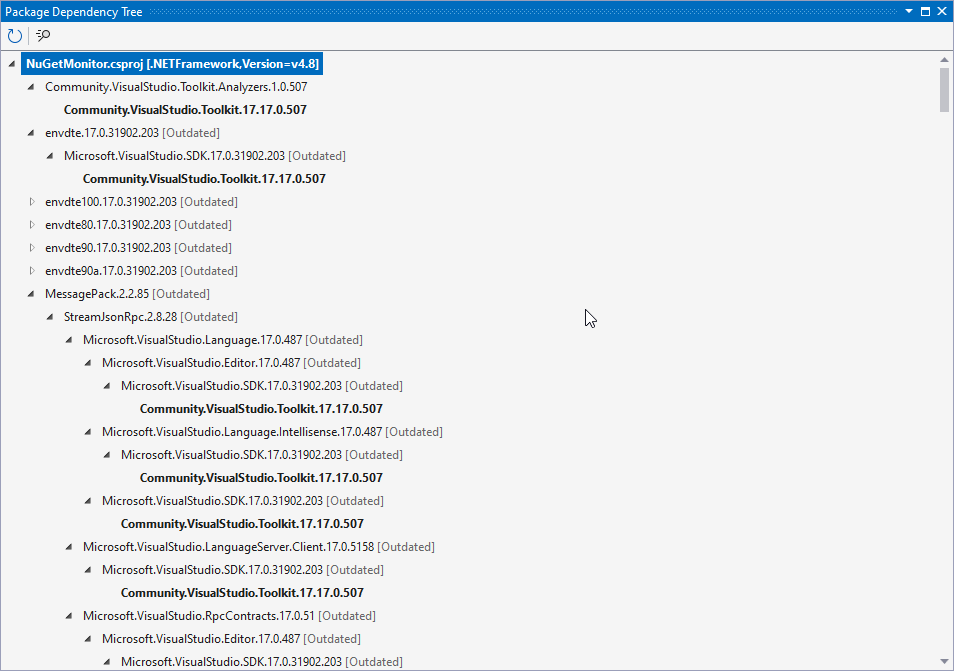 Package Dependency Tree
NuGetMonitor.csproj [.NETFramework,Version=v4.8]
Community.VisualStudio.Toolkit.Analyzers.1.0.507
Community.VisualStudio.Toolkit.17.17.0.507
envdte.17.0.31902.203 [Outdated]
Microsoft.VisualStudio.SDK.17.0.31902.203 [Outdated]
Community.VisualStudio.Toolkit.17.17.0.507
envdte100.17.0.31902.203 [Outdated]
envdte80.17.0.31902.203 [Outdated]
envdte90.17.0.31902.203 [Outdated]
envdte90a.17.0.31902.203 [Outdated]
MessagePack.2.2.85 [Outdated]
StreamJsonRpc.2.8.28 [Outdated]
Microsoft.VisualStudio.Language.17.0.487 [Outdated]
Microsoft.VisualStudio.Editor.17.0.487 [Outdated]
Microsoft.VisualStudio.SDK.17.0.31902.203 [Outdated]
Community.VisualStudio.Toolkit.17.17.0.507
Microsoft.VisualStudio.Language.Intellisense.17.0.487 [Outdated]
Microsoft.VisualStudio.SDK.17.0.31902.203 [Outdated]
Community.VisualStudio.Toolkit.17.17.0.507
Microsoft.VisualStudio.SDK.17.0.31902.203 [Outdated]
Community.VisualStudio.Toolkit.17.17.0.507
Microsoft.VisualStudio.LanguageServer.Client.17.0.5158 [Outdated]
Microsoft.VisualStudio.SDK.17.0.31902.203 [Outdated]
Community.VisualStudio.Toolkit.17.17.0.507
Microsoft.VisualStudio.RpcContracts.17.0.51 [Outdated]
Microsoft.VisualStudio.Editor.17.0.487 [Outdated]
Microsoft.VisualStudio.SDK.17.0.31902.203 [Outdated]